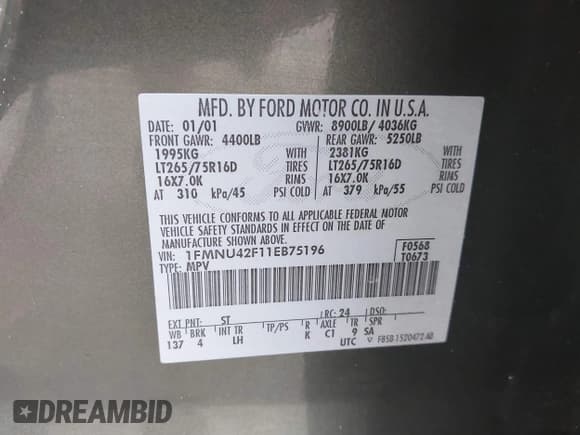 MFD. BY FORD MOTOR CO. IN U.S.A.
DATE: 01/01 GVWR: 8900LB/ 4036KG
FRONT GAWR: 4400LB REAR GAWR: 5250LB
1995KG WITH 2381KG WITH
LT265/75R16D TIRES LT265/75R16D TIRES
16X7.0K RIMS 16X7.0K RIMS
AT 310 kPa/45 PSI COLD AT 379 kPa/55 PSI COLD
THIS VEHICLE CONFORMS TO ALL APPLICABLE FEDERAL MOTOR
VEHICLE SAFETY STANDARDS IN EFFECT ON THE DATE OF
MANUFACTURE SHOWN ABOVE.
VIN: 1FMNU42F11EB75196 F0568
TYPE: MPV T0673
EXT PNT: ST RC: 24 DSO:
WB BRK INT TR TP/PS R AXLE TR SPR
137 4 LH K C1 9 SA
UTC F85B-1520472-AB
DREAMBID